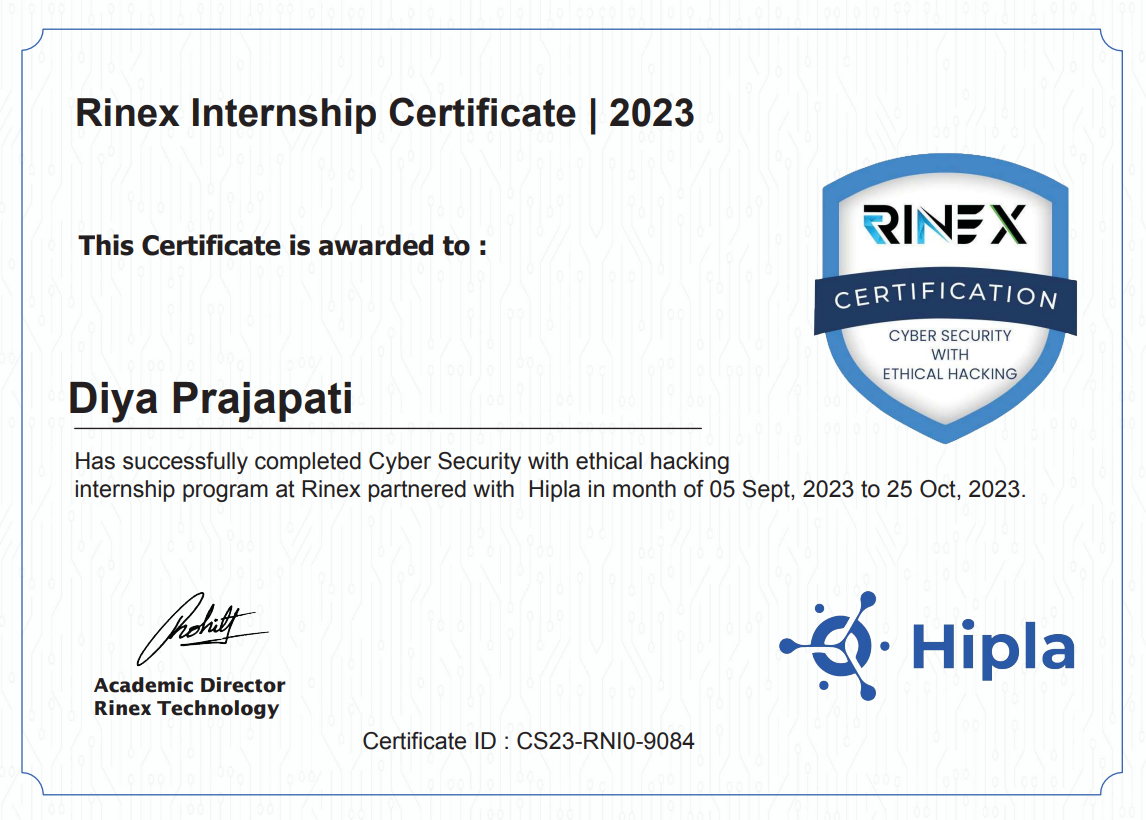 Rinex Internship Certificate | 2023
This Certificate is awarded to :
RINEX
CERTIFICATION
CYBER SECURITY
WITH
ETHICAL HACKING
Diya Prajapati
Has successfully completed Cyber Security with ethical hacking
internship program at Rinex partnered with Hipla in month of 05 Sept, 2023 to 25 Oct, 2023.
Academic Director
Rinex Technology
Hipla
Certificate ID : CS23-RNI0-9084